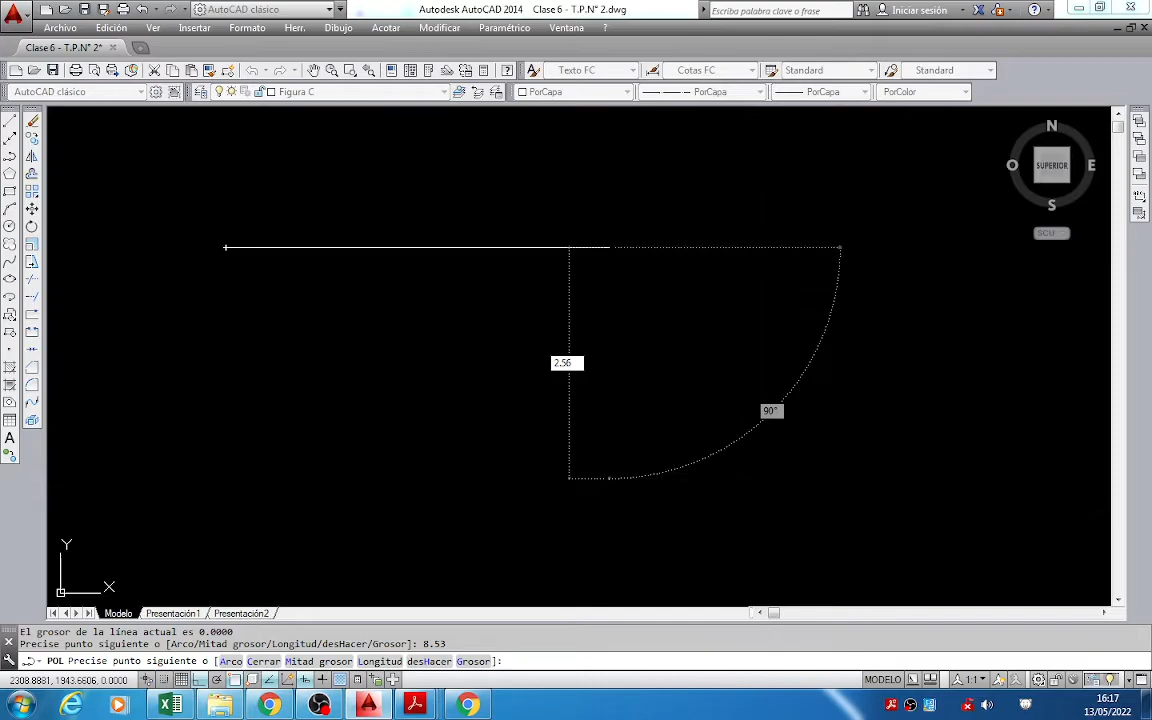 AutoCAD clásico
Autodesk AutoCAD 2014 Clase 6 - T.P.N° 2.dwg
Escriba palabra clave o frase
Iniciar sesión
Archivo Edición Ver Insertar Formato Herr. Dibujo Acotar Modificar Paramétrico Ventana ?
Clase 6 - T.P.N° 2*
Texto FC Cotas FC Standard Standard
AutoCAD clásico Figura C PorCapa PorCapa PorCapa PorColor
N
O SUPERIOR E
S
SCU
2.56
90°
Y
X
Modelo Presentación1 Presentación2
El grosor de la línea actual es 0.0000
Precise punto siguiente o [Arco/Mitad grosor/Longitud/desHacer/Grosor]: 8.53
POL Precise punto siguiente o [Arco Cerrar Mitad grosor Longitud desHacer Grosor]:
2308.8881, 1943.6606, 0.0000 MODELO 1:1
16:17
13/05/2022